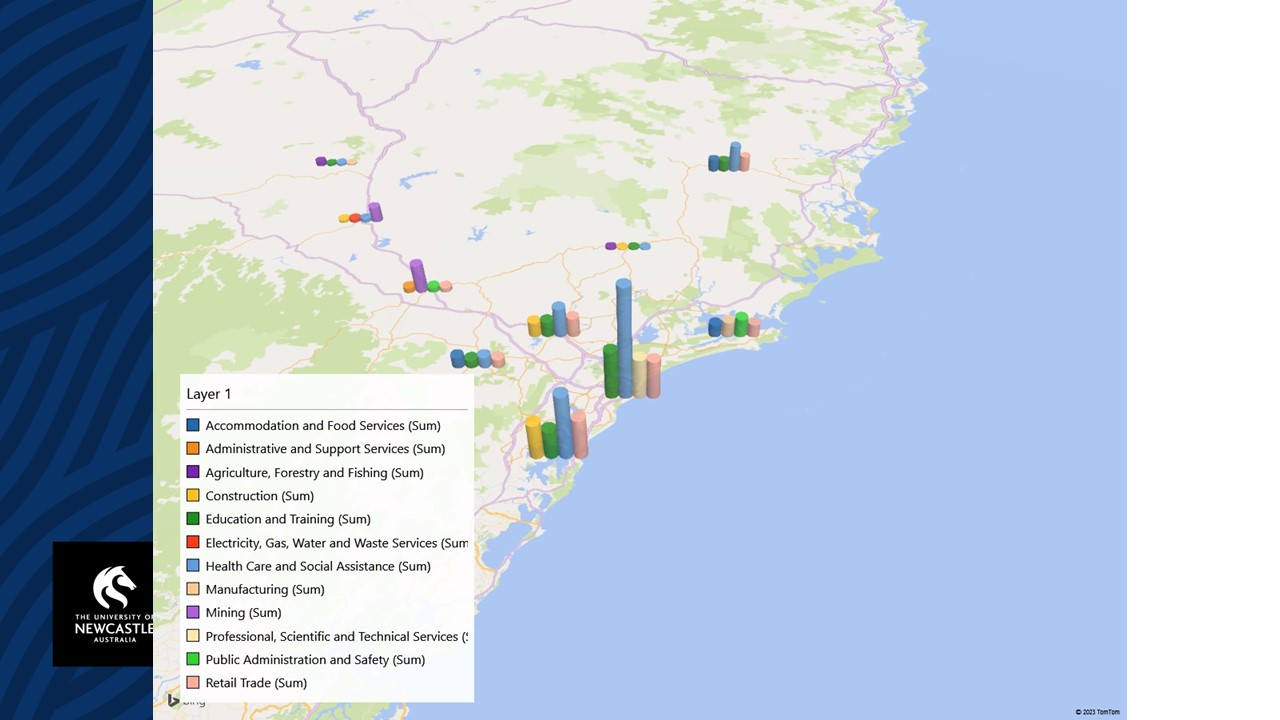 Layer 1
Accommodation and Food Services (Sum)
Administrative and Support Services (Sum)
Agriculture, Forestry and Fishing (Sum)
Construction (Sum)
Education and Training (Sum)
Electricity, Gas, Water and Waste Services (Sum
Health Care and Social Assistance (Sum)
Manufacturing (Sum)
Mining (Sum)
Professional, Scientific and Technical Services (S
Public Administration and Safety (Sum)
Retail Trade (Sum)
THE UNIVERSITY OF
NEWCASTLE
AUSTRALIA
bing
© 2023 TomTom